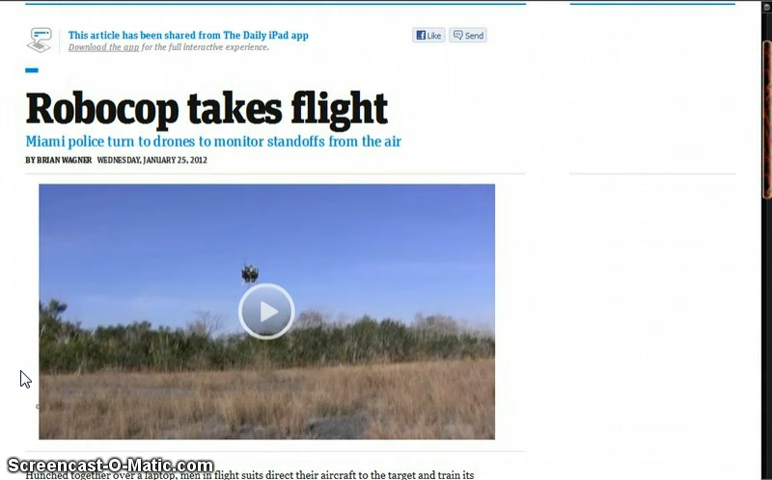 This article has been shared from The Daily iPad app
Download the app for the full interactive experience.
Like
Send
Robocop takes flight
Miami police turn to drones to monitor standoffs from the air
BY BRIAN WAGNER WEDNESDAY, JANUARY 25, 2012
Screencast-O-Matic.com
Hunched together over a laptop, men in flight suits direct their aircraft to the target and train its